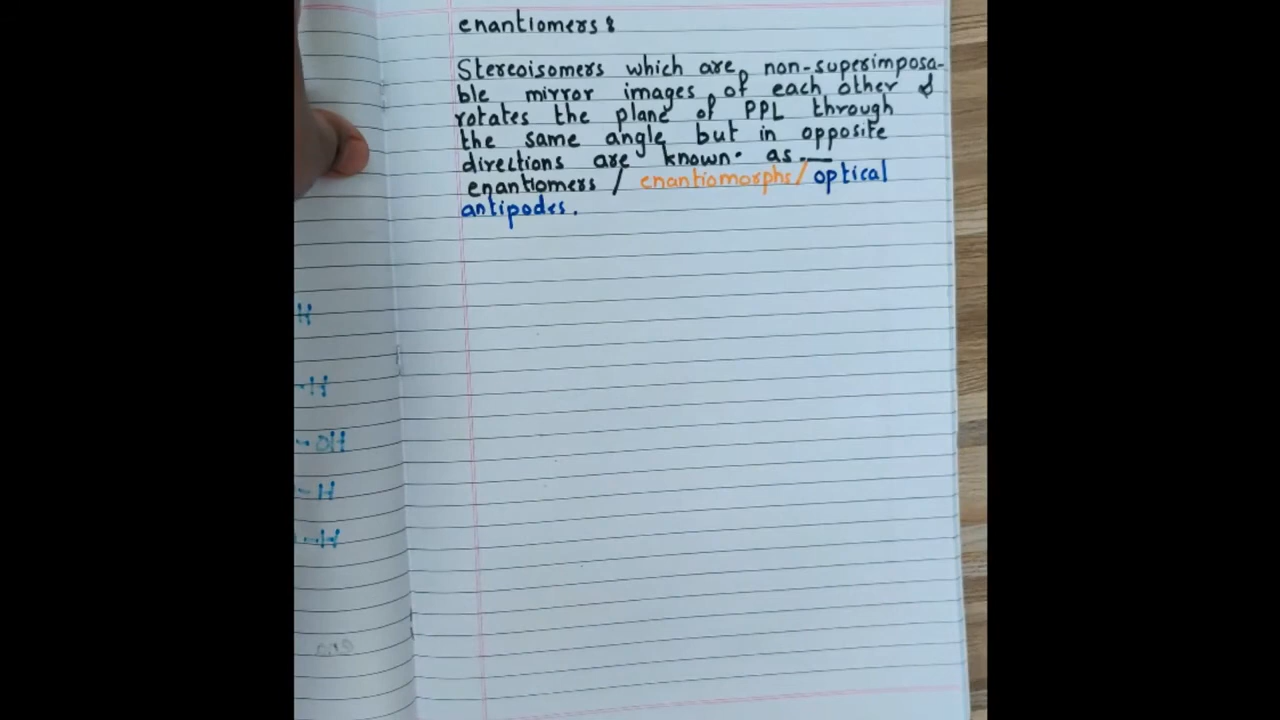 enantiomers :
Stereoisomers which are non-superimposa-
ble mirror images of each other &
rotates the plane of PPL through
the same angle but in opposite
directions are known as —
enantiomers / enantiomorphs / optical
antipodes.
H
-H
-OH
-H
-H